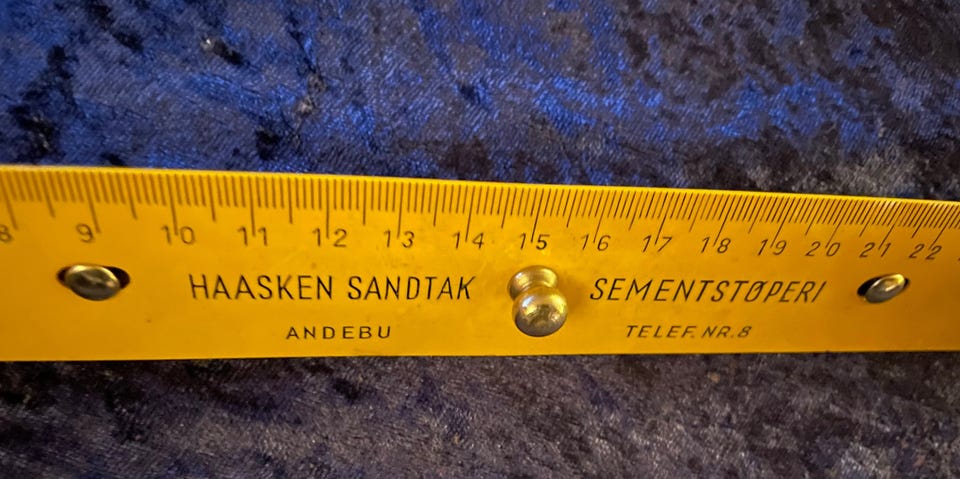 8 9 10 11 12 13 14 15 16 17 18 19 20 21 22
HAASKEN SANDTAK SEMENTSTØPERI
ANDEBU TELEF. NR. 8